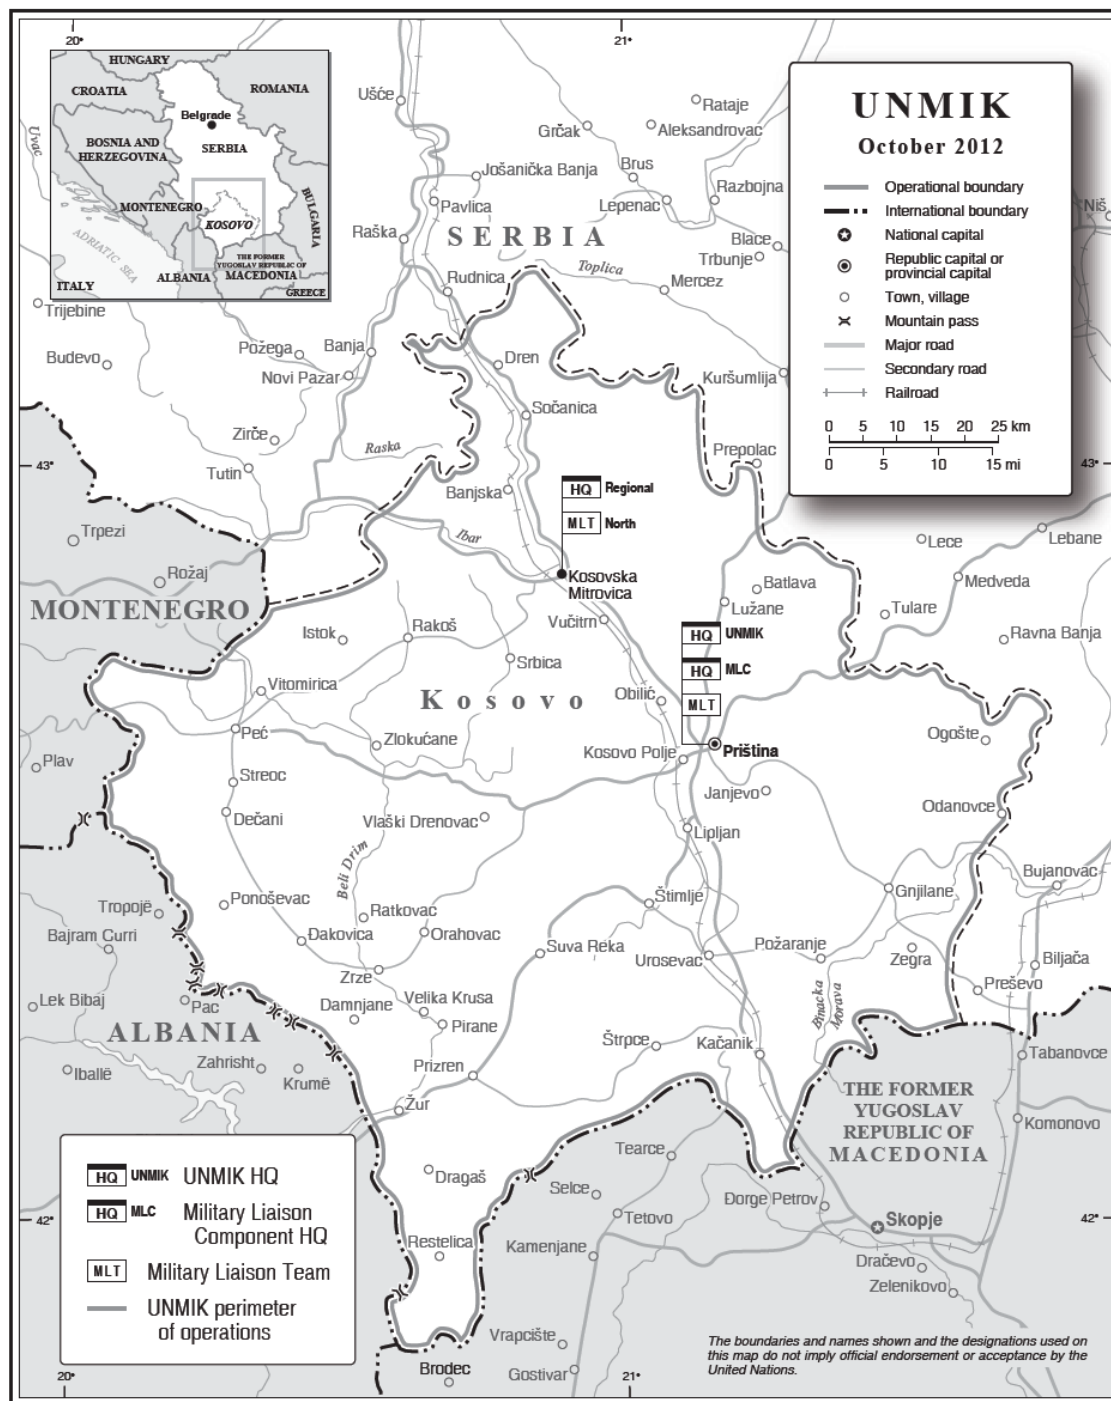 20°
21°
HUNGARY
CROATIA
ROMANIA
Belgrade
BOSNIA AND
HERZEGOVINA
SERBIA
MONTENEGRO
KOSOVO
BULGARIA
ADRIATIC SEA
THE FORMER
YUGOSLAV REPUBLIC OF
MACEDONIA
ALBANIA
ITALY
GREECE
UNMIK
October 2012
Operational boundary
International boundary
National capital
Republic capital or
provincial capital
Town, village
Mountain pass
Major road
Secondary road
Railroad
0 5 10 15 20 25 km
0 5 10 15 mi
Uvac
Ušće
Rataje
Grčak
Aleksandrovac
Jošanička Banja
Brus
Razbojna
Niš
Pavlica
Lepenac
Raška
SERBIA
Blace
Trbunje
Toplica
Rudnica
Mercez
Trijebine
Budevo
Požega
Banja
Dren
Novi Pazar
Kuršumlija
Sočanica
Zirče
Raska
Prepolac
43°
43°
Tutin
Banjska
HQ Regional
MLT North
Trpezi
Ibar
Lece
Lebane
Rožaj
Kosovska
Mitrovica
Batlava
Medveda
MONTENEGRO
Lužane
Tulare
Istok
Rakoš
Vučitrn
HQ UNMIK
Ravna Banja
Srbica
HQ MLC
Vitomirica
Kosovo
Obilić
MLT
Peć
Zlokućane
Kosovo Polje
Priština
Ogošte
Plav
Streoc
Janjevo
Dečani
Vlaški Drenovac
Lipljan
Odanovce
Beli Drim
Bujanovac
Ponoševac
Štimlje
Gnjilane
Tropojë
Ratkovac
Bajram Curri
Đakovica
Orahovac
Suva Reka
Urosevac
Požaranje
Zegra
Biljača
Zrze
Preševo
Lek Bibaj
Pac
Damnjane
Velika Krusa
Binacka
Morava
ALBANIA
Pirane
Štrpce
Kačanik
Tabanovce
Iballë
Zahrisht
Krumë
Prizren
THE FORMER
YUGOSLAV
REPUBLIC OF
MACEDONIA
Žur
Komonovo
Tearce
Dragaš
Selce
Đorge Petrov
Tetovo
Skopje
42°
42°
Restelica
Kamenjane
Dračevo
Zelenikovo
Vrapcište
Brodec
Gostivar
HQ UNMIK UNMIK HQ
HQ MLC Military Liaison
Component HQ
MLT Military Liaison Team
UNMIK perimeter
of operations
The boundaries and names shown and the designations used on
this map do not imply official endorsement or acceptance by the
United Nations.
20°
21°